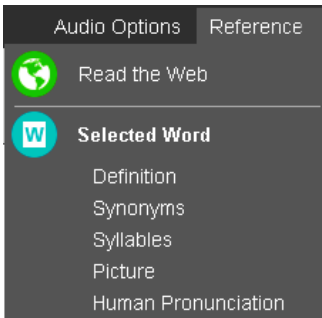 Audio Options Reference
Read the Web
W Selected Word
Definition
Synonyms
Syllables
Picture
Human Pronunciation